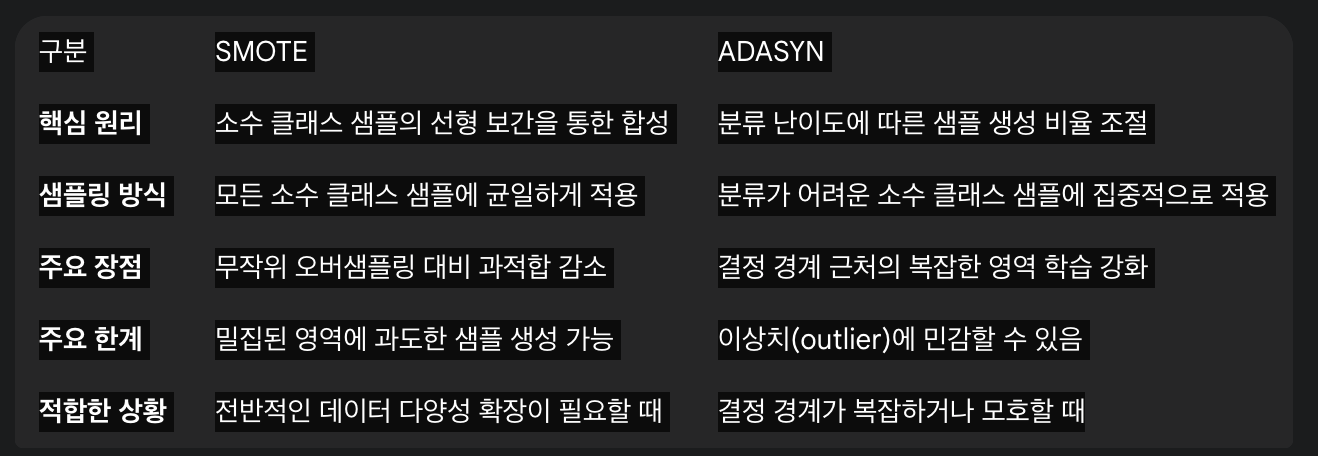 구분 SMOTE ADASYN
핵심 원리 소수 클래스 샘플의 선형 보간을 통한 합성 분류 난이도에 따른 샘플 생성 비율 조절
샘플링 방식 모든 소수 클래스 샘플에 균일하게 적용 분류가 어려운 소수 클래스 샘플에 집중적으로 적용
주요 장점 무작위 오버샘플링 대비 과적합 감소 결정 경계 근처의 복잡한 영역 학습 강화
주요 한계 밀집된 영역에 과도한 샘플 생성 가능 이상치(outlier)에 민감할 수 있음
적합한 상황 전반적인 데이터 다양성 확장이 필요할 때 결정 경계가 복잡하거나 모호할 때